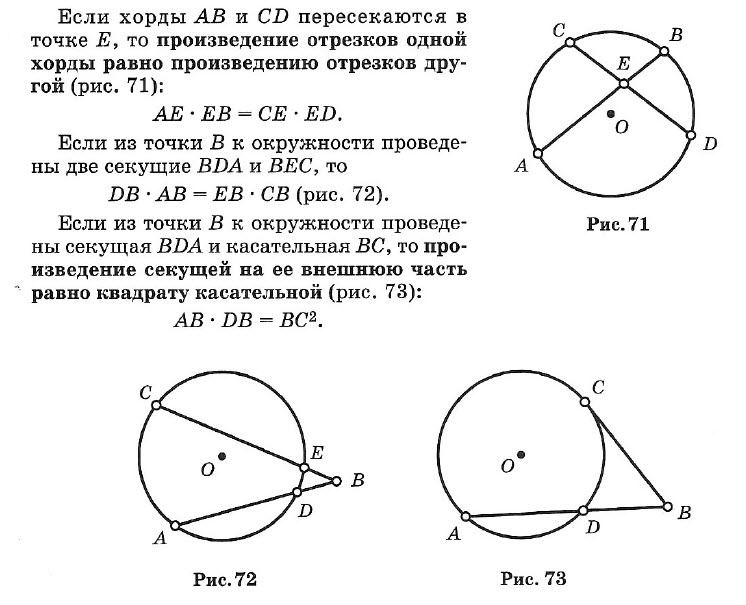 Если хорды AB и CD пересекаются в
точке E, то произведение отрезков одной
хорды равно произведению отрезков дру-
гой (рис. 71):
AE · EB = CE · ED.
Если из точки B к окружности проведе-
ны две секущие BDA и BEC, то
DB · AB = EB · CB (рис. 72).
Если из точки B к окружности проведе-
ны секущая BDA и касательная BC, то про-
изведение секущей на ее внешнюю часть
равно квадрату касательной (рис. 73):
AB · DB = BC².
C
B
E
O
A
D
Рис. 71
C
E
O
B
D
A
Рис. 72
C
O
B
D
A
Рис. 73